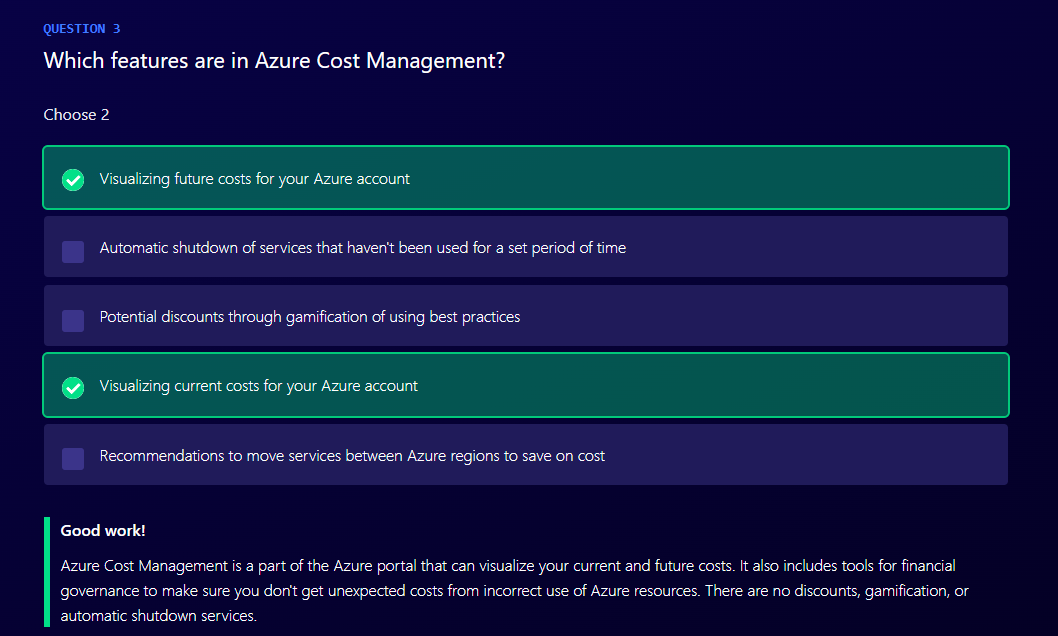 QUESTION 3
Which features are in Azure Cost Management?
Choose 2
Visualizing future costs for your Azure account
Automatic shutdown of services that haven't been used for a set period of time
Potential discounts through gamification of using best practices
Visualizing current costs for your Azure account
Recommendations to move services between Azure regions to save on cost
Good work!
Azure Cost Management is a part of the Azure portal that can visualize your current and future costs. It also includes tools for financial
governance to make sure you don't get unexpected costs from incorrect use of Azure resources. There are no discounts, gamification, or
automatic shutdown services.